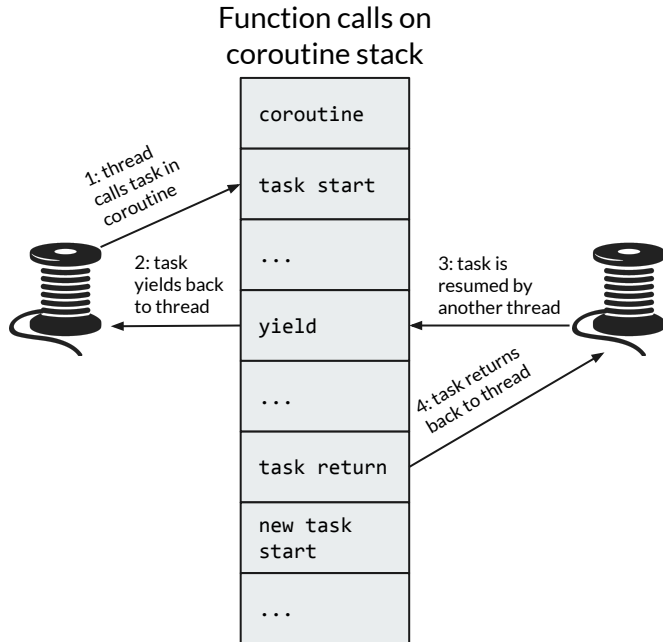 Function calls on
coroutine stack
coroutine
1: thread
calls task in
coroutine
task start
...
2: task
yields back
to thread
3: task is
resumed by
another thread
yield
...
4: task returns
back to thread
task return
new task
start
...